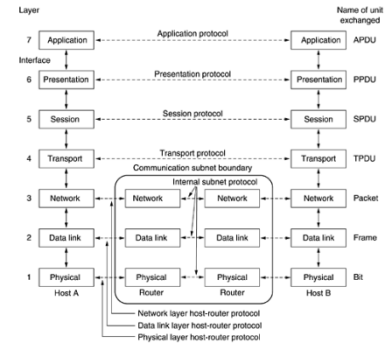 Layer
Name of unit
exchanged
7 Application Application protocol Application APDU
Interface
6 Presentation Presentation protocol Presentation PPDU
5 Session Session protocol Session SPDU
4 Transport Transport protocol Transport TPDU
Communication subnet boundary
Internal subnet protocol
3 Network Network Network Network Packet
2 Data link Data link Data link Data link Frame
1 Physical Physical Physical Physical Bit
Host A Router Router Host B
Network layer host-router protocol
Data link layer host-router protocol
Physical layer host-router protocol